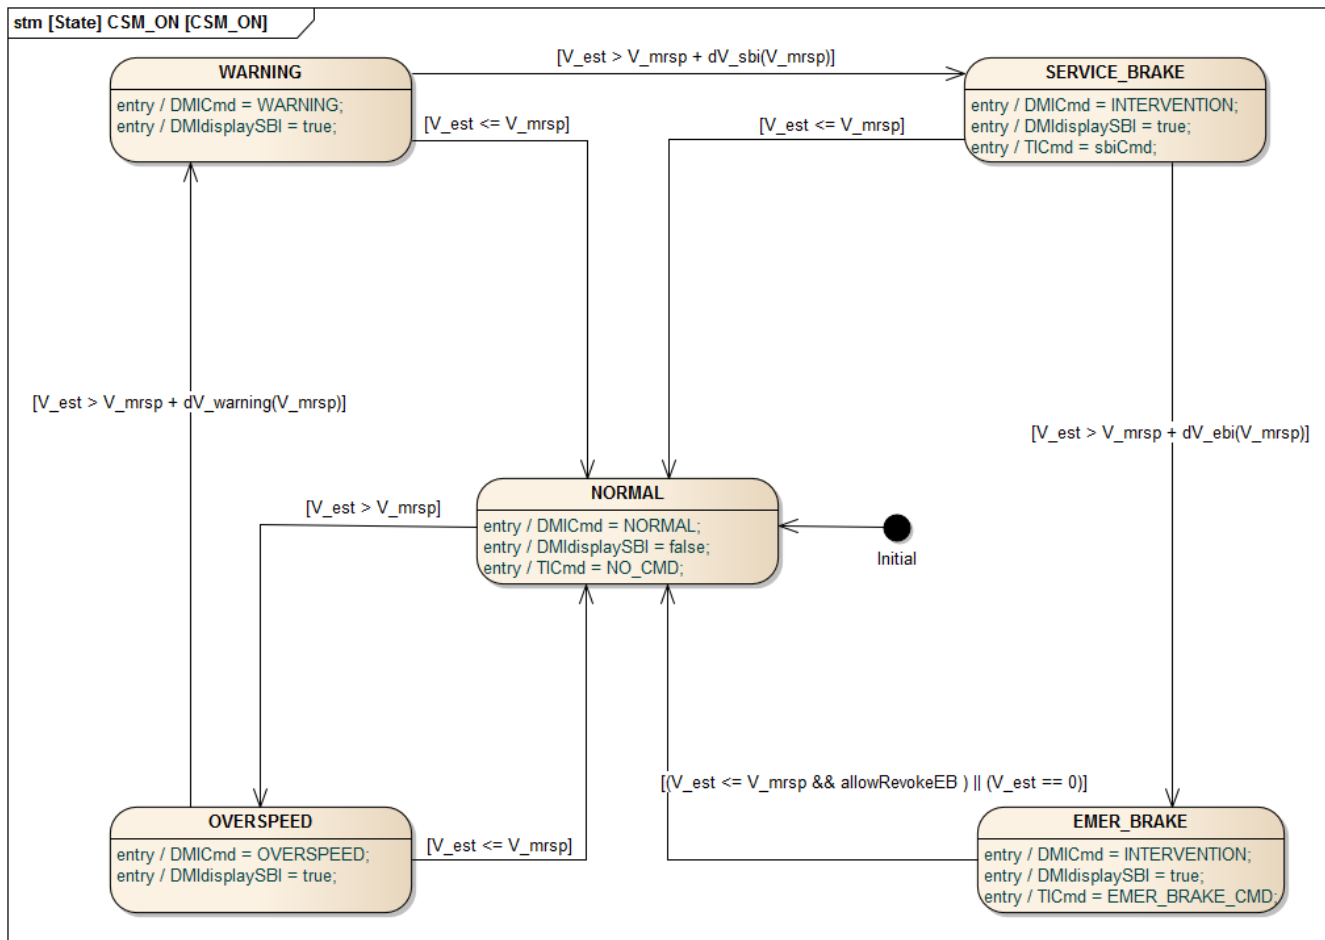 stm [State] CSM_ON [CSM_ON]
WARNING
entry / DMICmd = WARNING;
entry / DMIdisplaySBI = true;
[V_est > V_mrsp + dV_sbi(V_mrsp)]
SERVICE_BRAKE
entry / DMICmd = INTERVENTION;
entry / DMIdisplaySBI = true;
entry / TICmd = sbiCmd;
[V_est <= V_mrsp]
[V_est <= V_mrsp]
[V_est > V_mrsp + dV_warning(V_mrsp)]
[V_est > V_mrsp + dV_ebi(V_mrsp)]
NORMAL
entry / DMICmd = NORMAL;
entry / DMIdisplaySBI = false;
entry / TICmd = NO_CMD;
[V_est > V_mrsp]
Initial
[(V_est <= V_mrsp && allowRevokeEB ) || (V_est == 0)]
OVERSPEED
entry / DMICmd = OVERSPEED;
entry / DMIdisplaySBI = true;
[V_est <= V_mrsp]
EMER_BRAKE
entry / DMICmd = INTERVENTION;
entry / DMIdisplaySBI = true;
entry / TICmd = EMER_BRAKE_CMD;